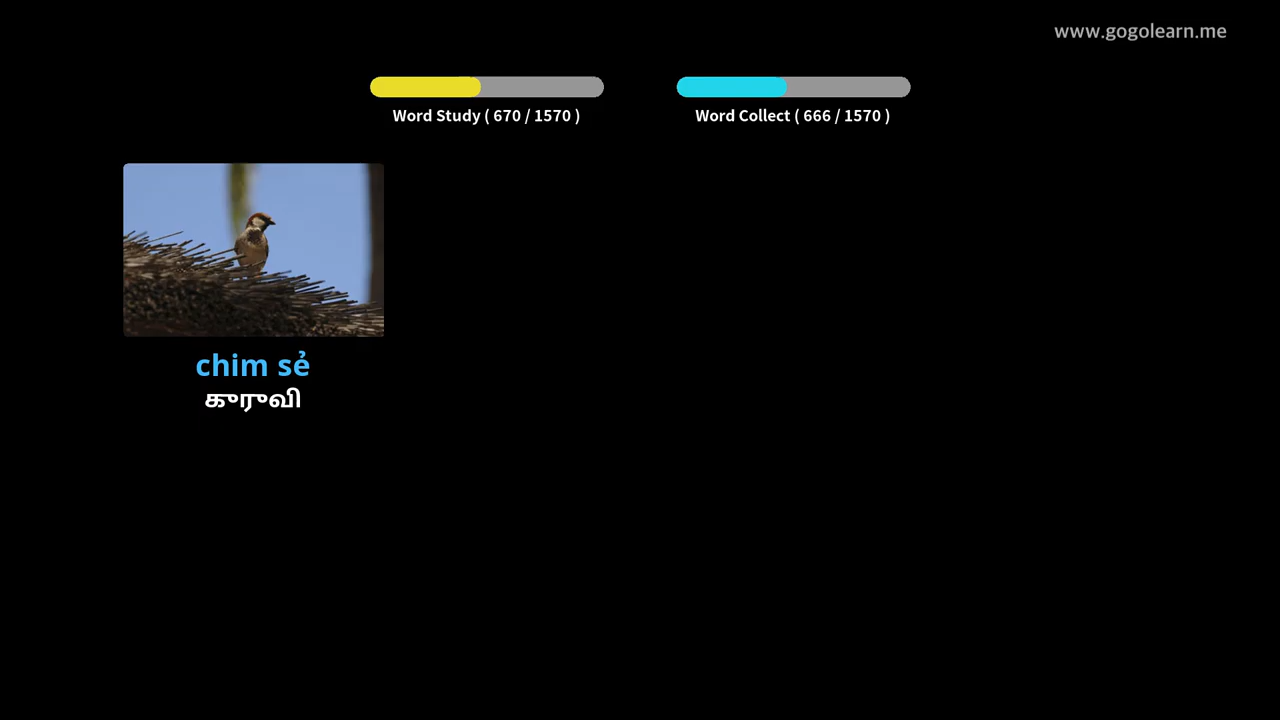 www.gogolearn.me
Word Study ( 670 / 1570 )
Word Collect ( 666 / 1570 )
chim sẻ
குருவி